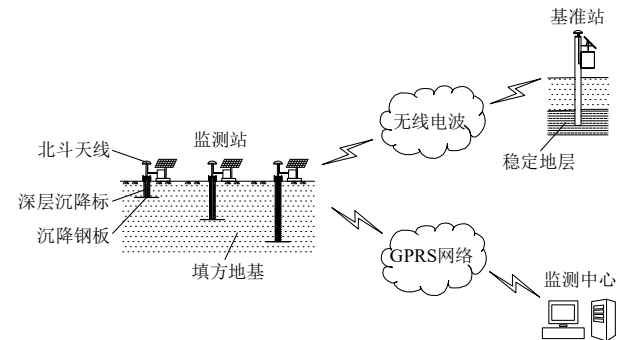 基准站
无线电波
监测站
北斗天线
稳定地层
深层沉降标
沉降钢板
填方地基
GPRS网络
监测中心